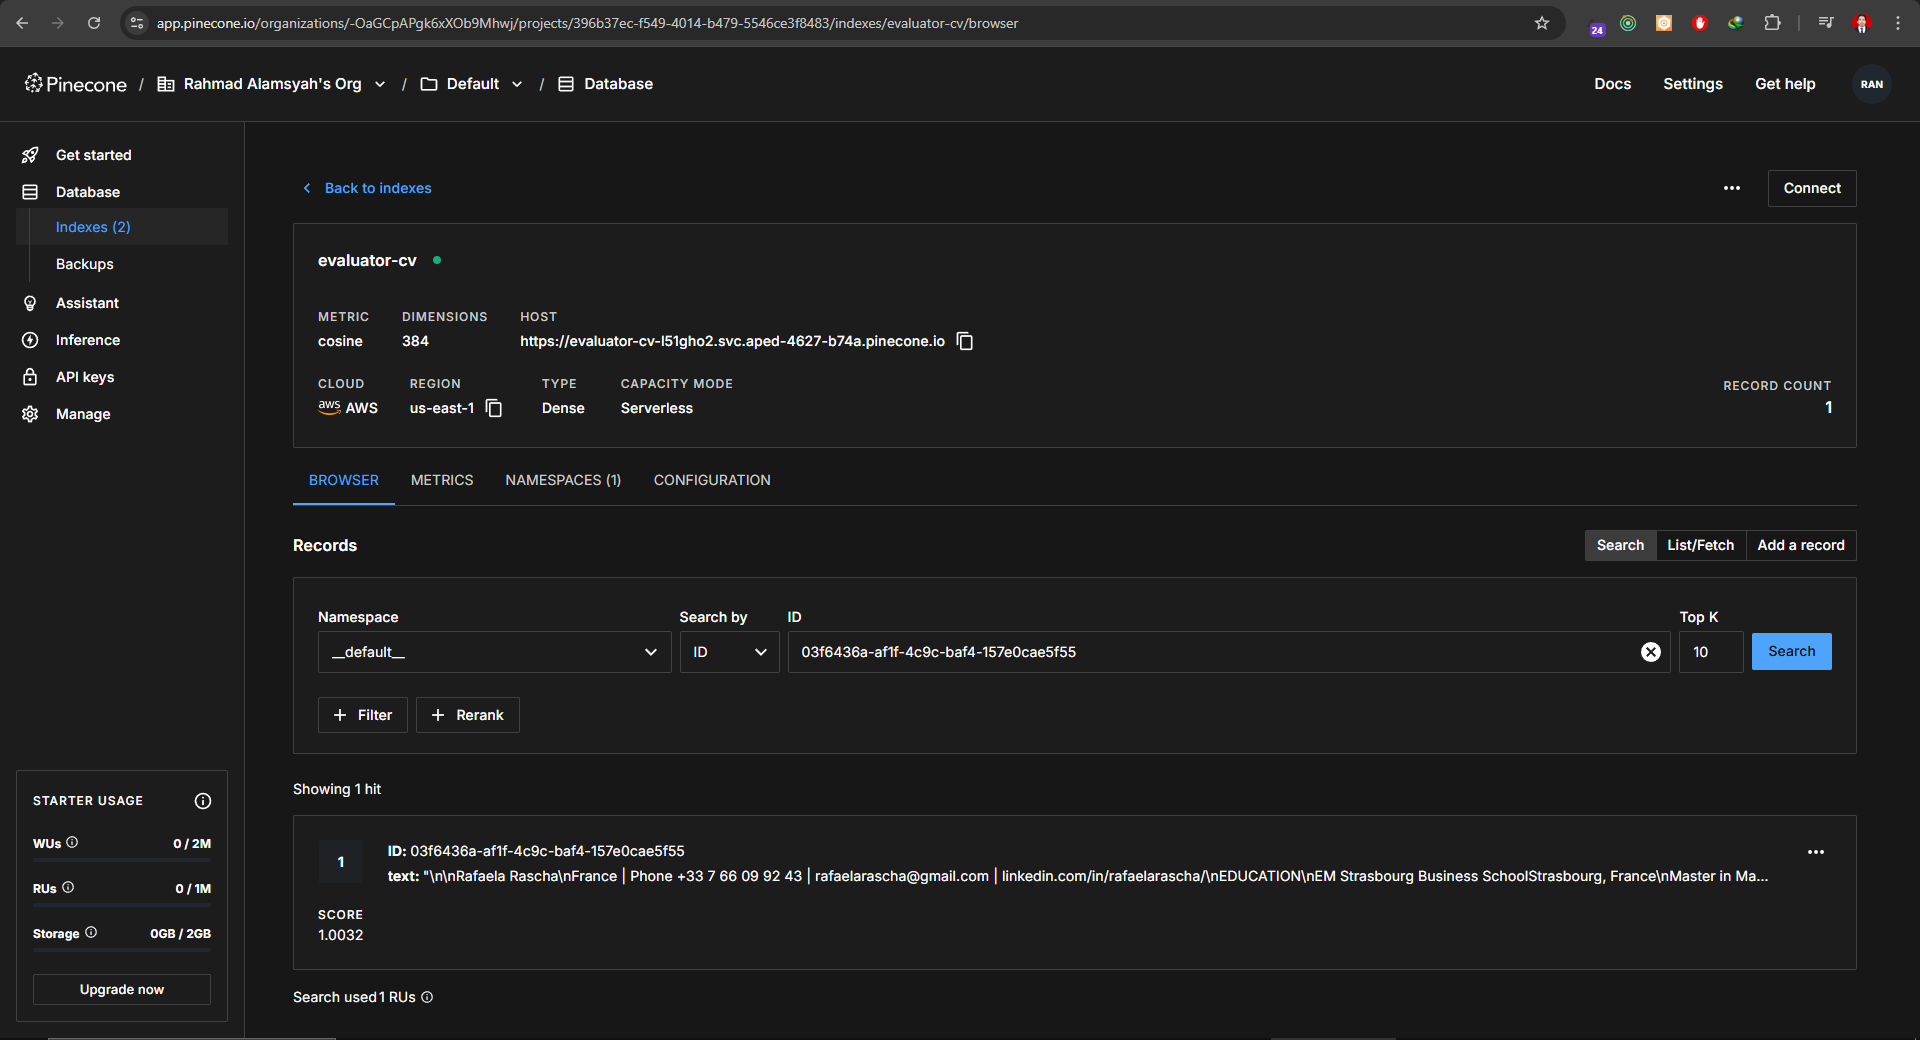 app.pinecone.io/organizations/-OaGCpAPgk6xXOb9Mhwj/projects/396b37ec-f549-4014-b479-5546ce3f8483/indexes/evaluator-cv/browser
24
Pinecone / Rahmad Alamsyah's Org / Default / Database
Docs Settings Get help RAN
Get started
Database
Indexes (2)
Backups
Assistant
Inference
API keys
Manage
STARTER USAGE
WUs 0 / 2M
RUs 0 / 1M
Storage 0GB / 2GB
Upgrade now
Back to indexes
Connect
evaluator-cv
METRIC DIMENSIONS HOST
cosine 384 https://evaluator-cv-l51gho2.svc.aped-4627-b74a.pinecone.io
CLOUD REGION TYPE CAPACITY MODE RECORD COUNT
aws AWS us-east-1 Dense Serverless 1
BROWSER METRICS NAMESPACES (1) CONFIGURATION
Records
Search List/Fetch Add a record
Namespace Search by ID Top K
__default__ ID 03f6436a-af1f-4c9c-baf4-157e0cae5f55 10 Search
+ Filter + Rerank
Showing 1 hit
1
ID: 03f6436a-af1f-4c9c-baf4-157e0cae5f55
text: "\n\nRafaela Rascha\nFrance | Phone +33 7 66 09 92 43 | rafaelarascha@gmail.com | linkedin.com/in/rafaelarascha/\nEDUCATION\nEM Strasbourg Business SchoolStrasbourg, France\nMaster in Ma...
SCORE
1.0032
Search used 1 RUs